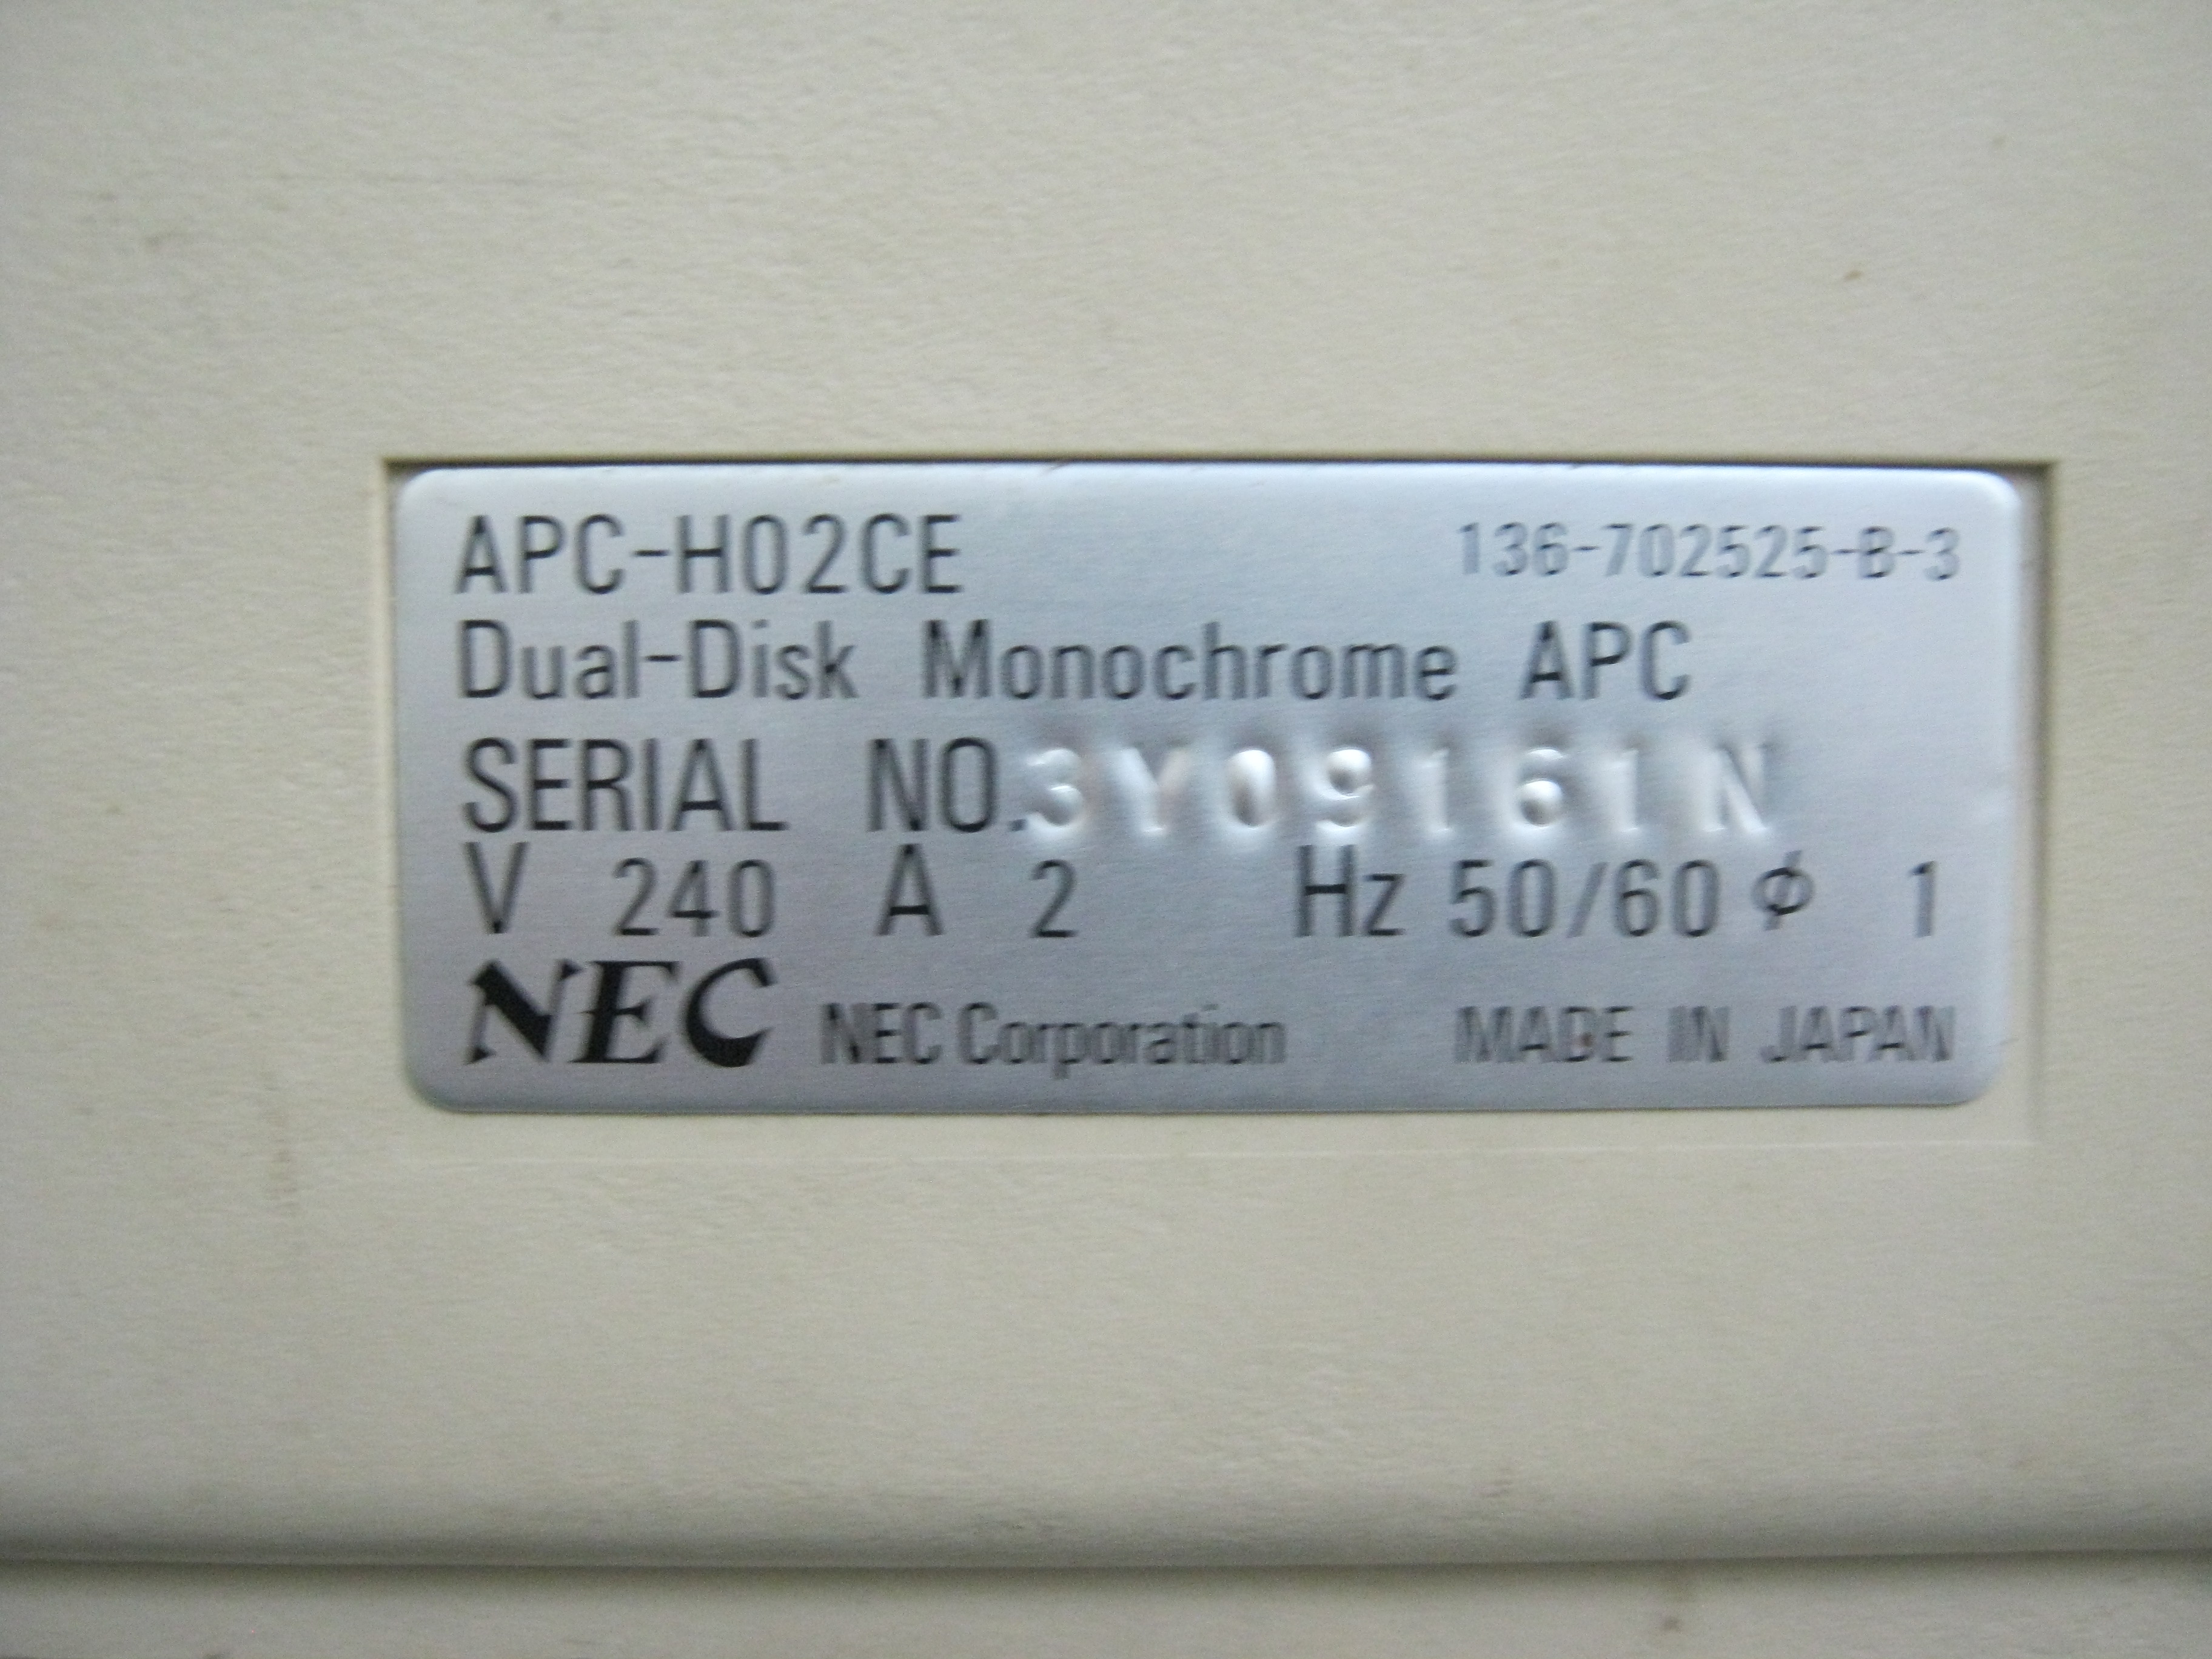 APC-H02CE 136-702525-B-3
Dual-Disk Monochrome APC
SERIAL NO. 3Y09161N
V 240 A 2 Hz 50/60 ϕ 1
NEC NEC Corporation MADE IN JAPAN